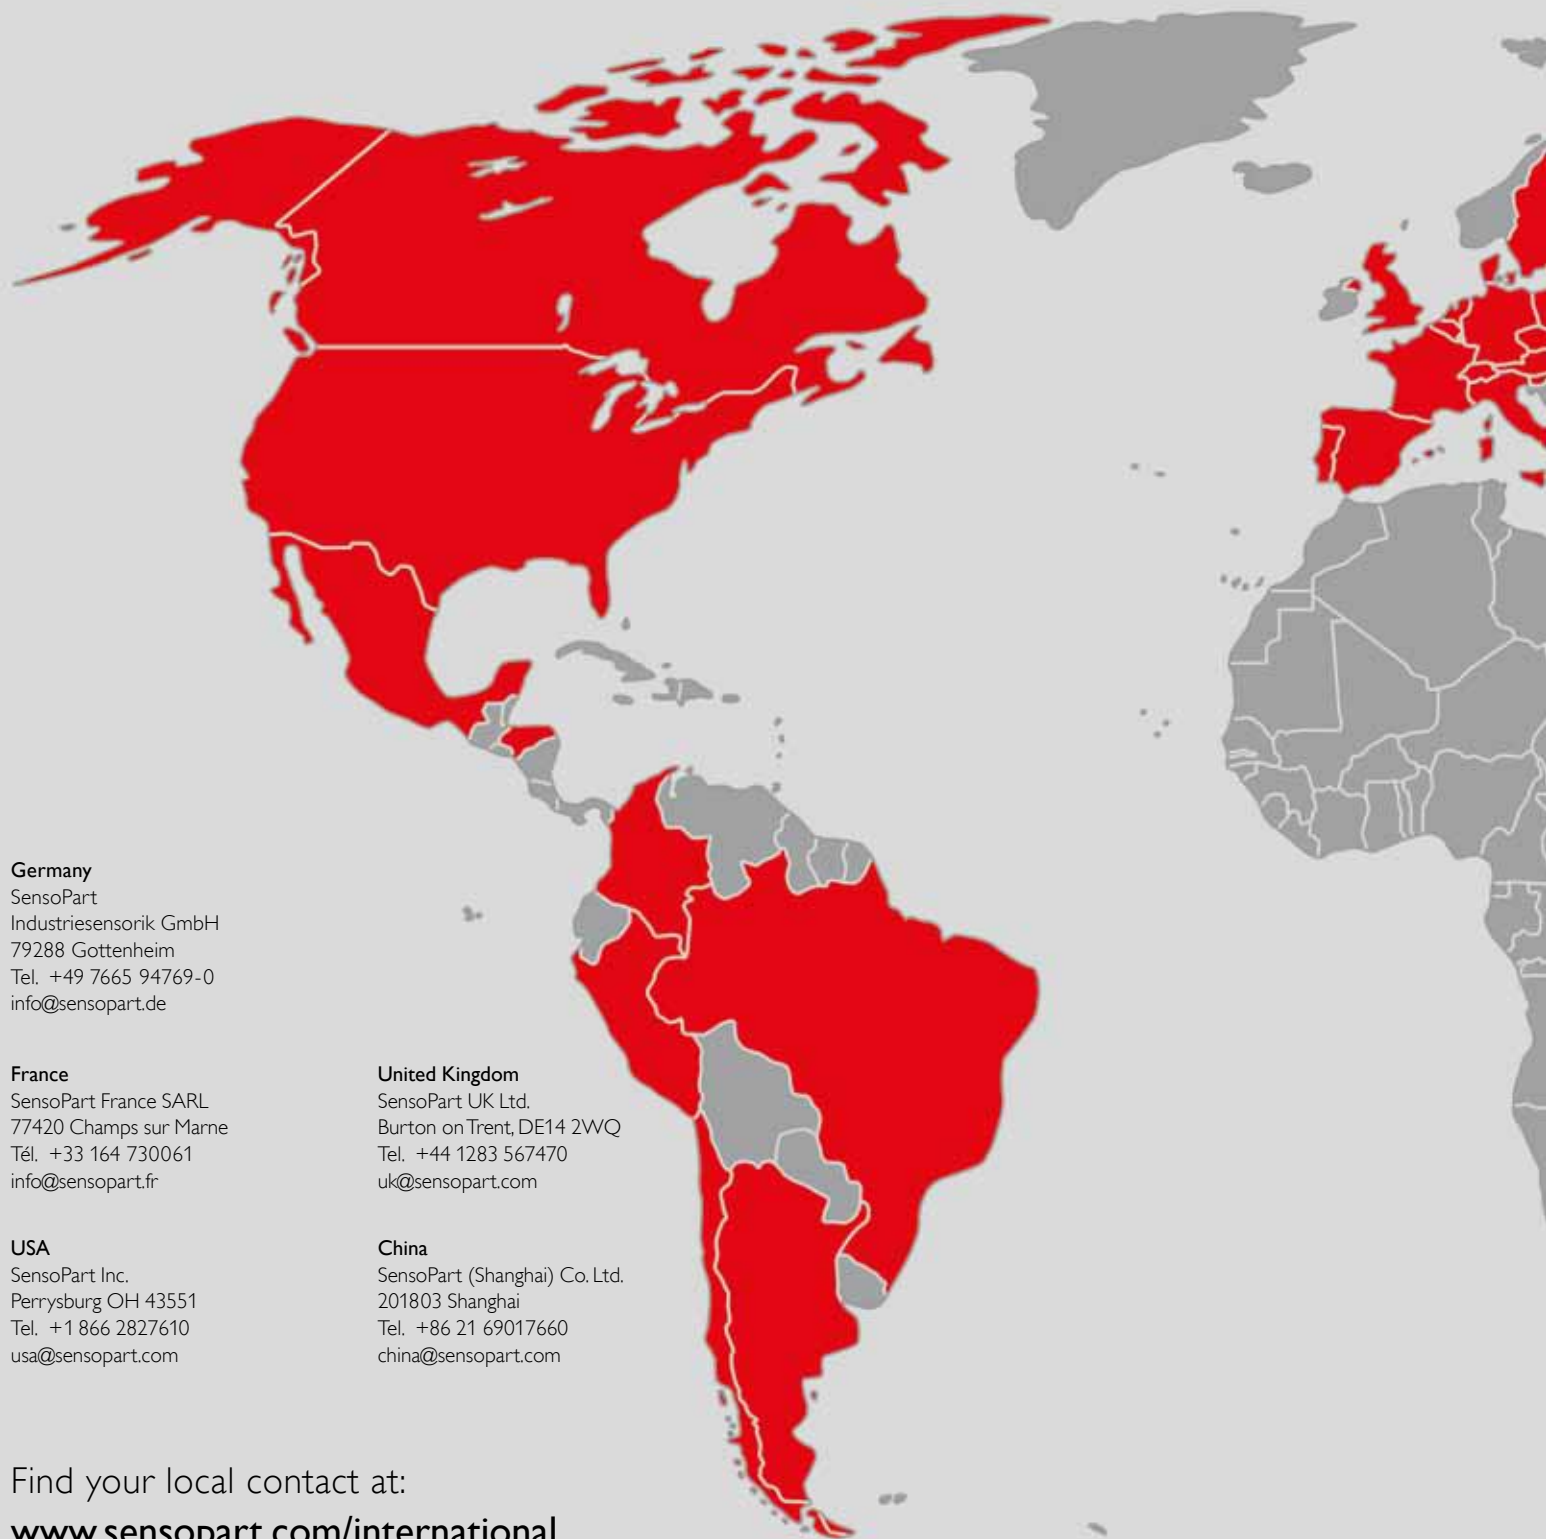 Germany
SensoPart
Industriesensorik GmbH
79288 Gottenheim
Tel. +49 7665 94769-0
info@sensopart.de
France
SensoPart France SARL
77420 Champs sur Marne
Tél. +33 164 730061
info@sensopart.fr
United Kingdom
SensoPart UK Ltd.
Burton on Trent, DE14 2WQ
Tel. +44 1283 567470
uk@sensopart.com
USA
SensoPart Inc.
Perrysburg OH 43551
Tel. +1 866 2827610
usa@sensopart.com
China
SensoPart (Shanghai) Co. Ltd.
201803 Shanghai
Tel. +86 21 69017660
china@sensopart.com
Find your local contact at:
www.sensopart.com/international